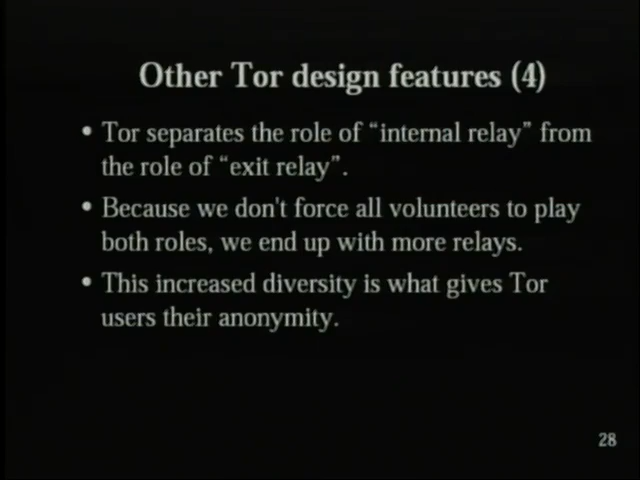 Other Tor design features (4)
• Tor separates the role of “internal relay” from
the role of “exit relay”.
• Because we don't force all volunteers to play
both roles, we end up with more relays.
• This increased diversity is what gives Tor
users their anonymity.
28